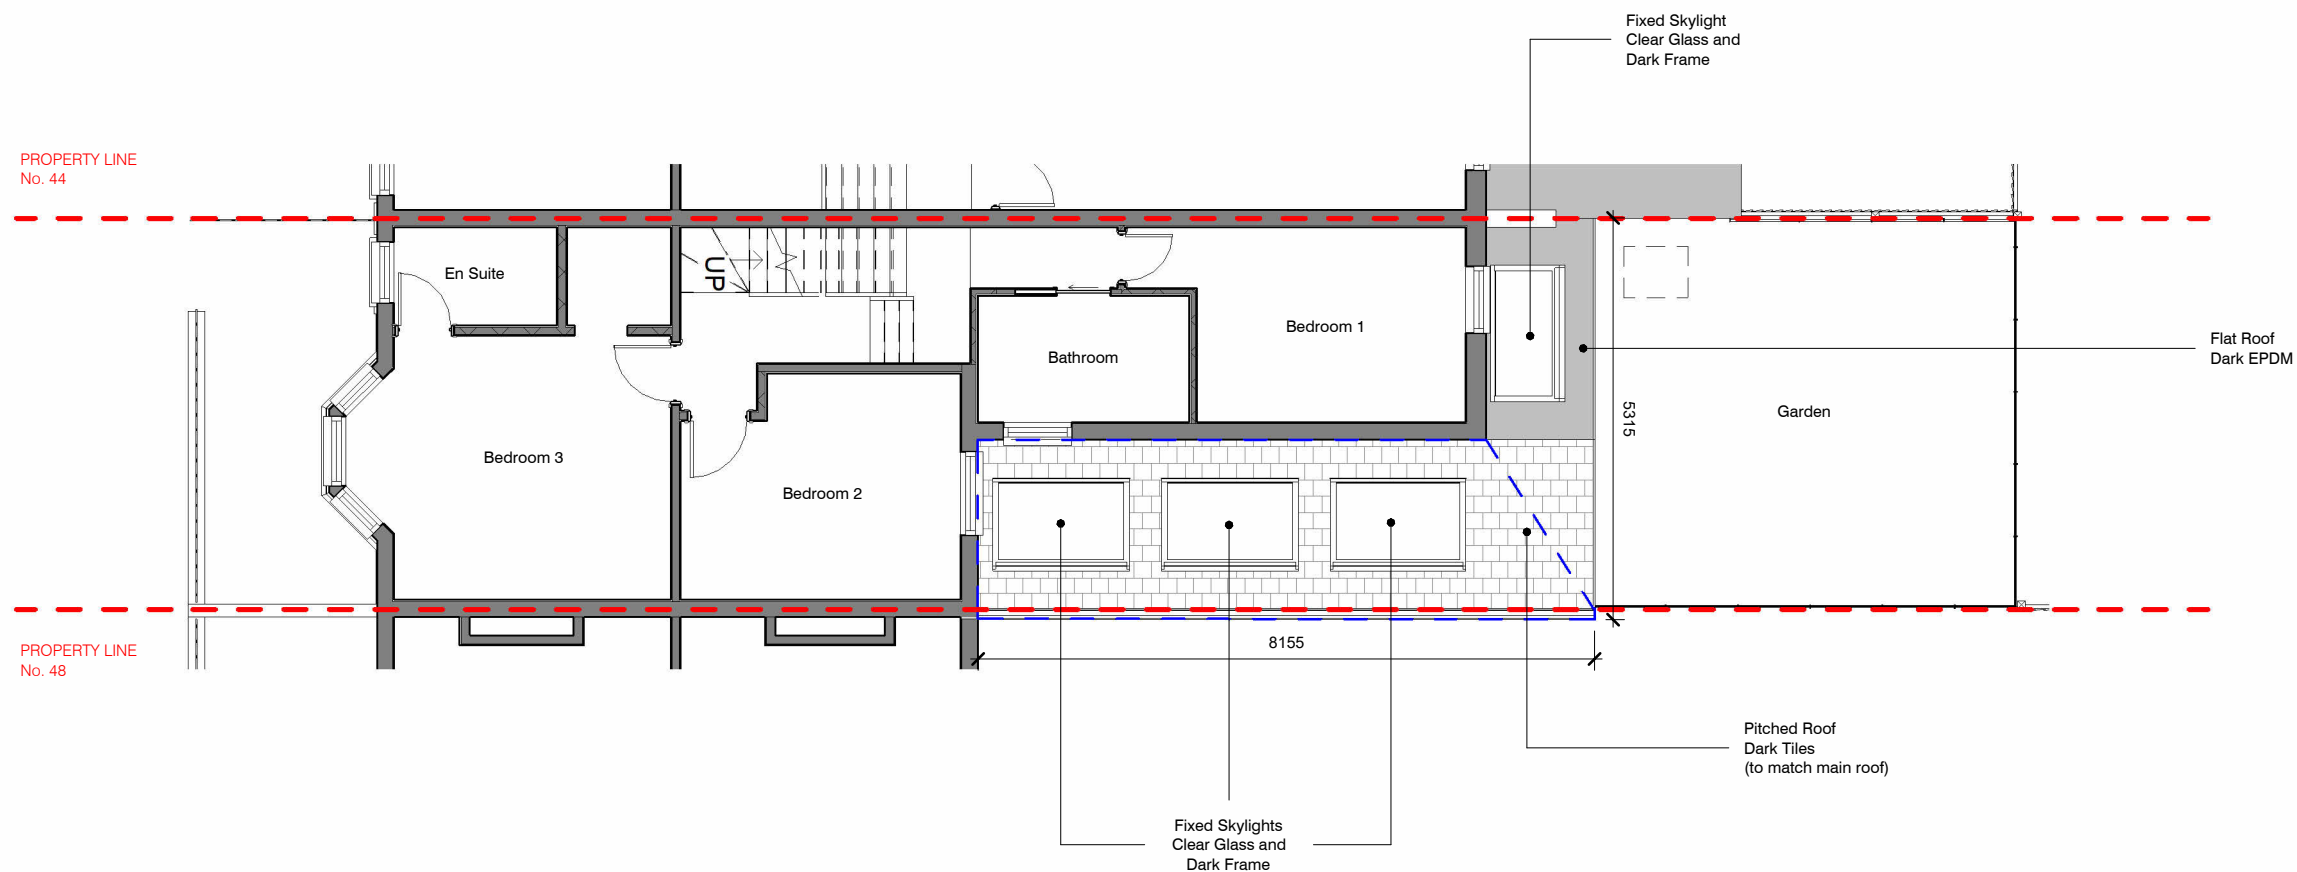 Fixed Skylight
Clear Glass and
Dark Frame
PROPERTY LINE
No. 44
En Suite
UP
Bedroom 1
Bathroom
Flat Roof
Dark EPDM
Garden
5315
Bedroom 3
Bedroom 2
8155
PROPERTY LINE
No. 48
Pitched Roof
Dark Tiles
(to match main roof)
Fixed Skylights
Clear Glass and
Dark Frame